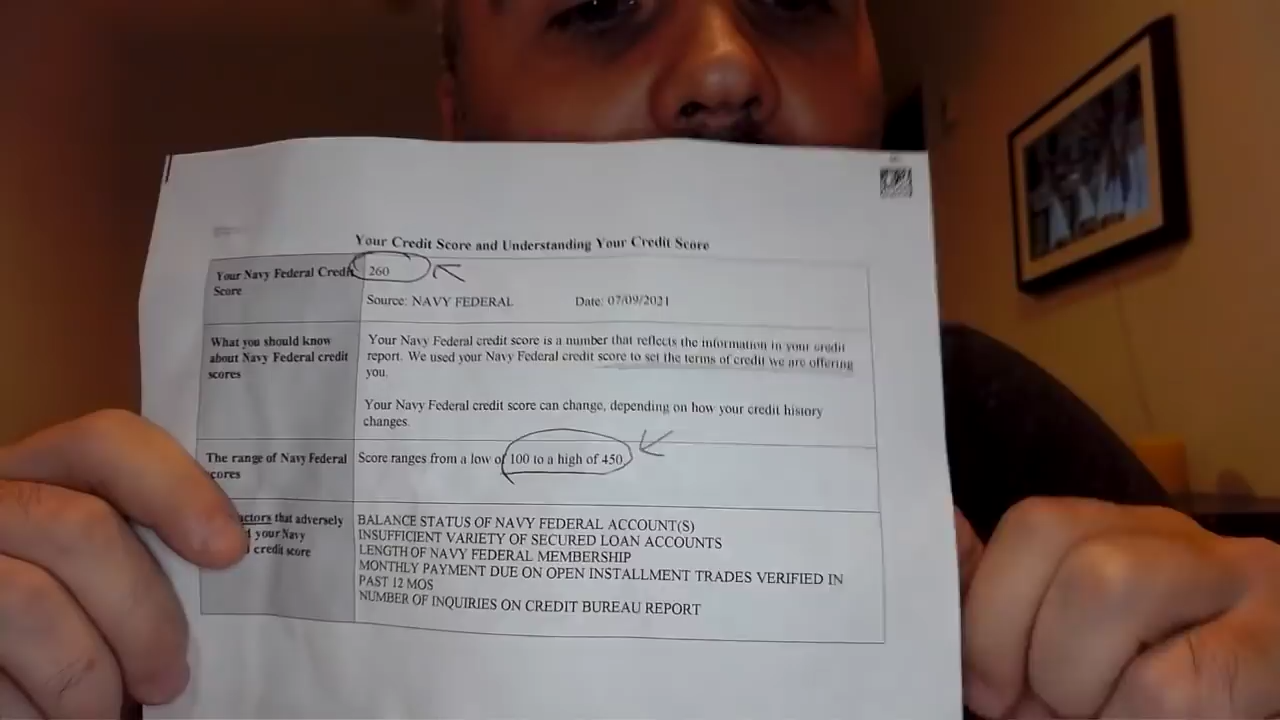 Your Credit Score and Understanding Your Credit Score
Your Navy Federal Credit
Score
260
Source: NAVY FEDERAL Date: 07/09/2021
What you should know
about Navy Federal credit
scores
Your Navy Federal credit score is a number that reflects the information in your credit
report. We used your Navy Federal credit score to set the terms of credit we are offering
you.
Your Navy Federal credit score can change, depending on how your credit history
changes.
The range of Navy Federal
cores
Score ranges from a low of 100 to a high of 450
actors that adversely
your Navy
credit score
BALANCE STATUS OF NAVY FEDERAL ACCOUNT(S)
INSUFFICIENT VARIETY OF SECURED LOAN ACCOUNTS
LENGTH OF NAVY FEDERAL MEMBERSHIP
MONTHLY PAYMENT DUE ON OPEN INSTALLMENT TRADES VERIFIED IN
PAST 12 MOS
NUMBER OF INQUIRIES ON CREDIT BUREAU REPORT